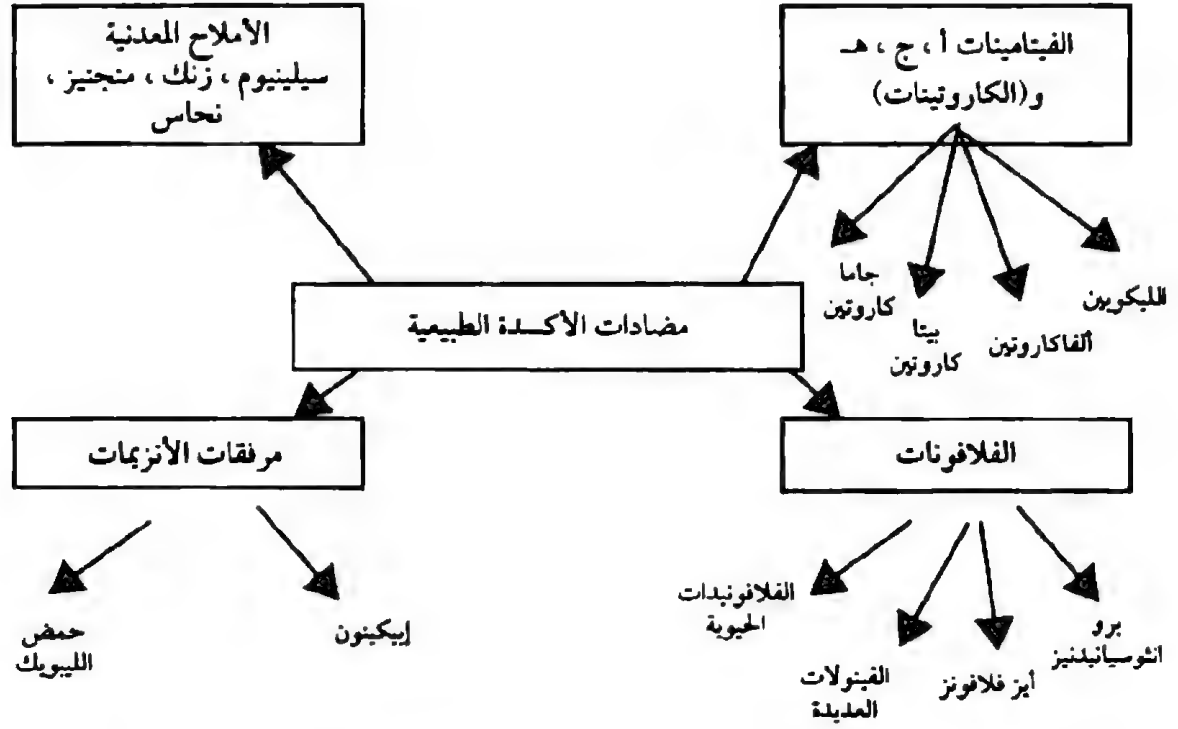 الفيتامينات أ ، ج ، هـ
و(الكاروتينات)
الأملاح المعدنية
سيلينيوم ، زنك ، منجنيز ،
نحاس
الليكوبين
ألفاكاروتين
بيتا
كاروتين
جاما
كاروتين
مضادات الأكسدة الطبيعية
الفلافونات
مرفقات الأنزيمات
برو
انثوسيانيدنيز
أيز فلافونز
الفينولات
العديدة
الفلافونيدات
الحيوية
إيبكينون
حمض
الليبويك